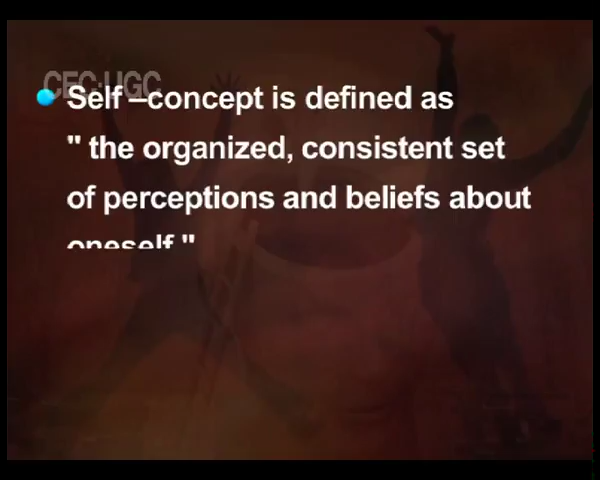 CEC-UGC
Self –concept is defined as
" the organized, consistent set
of perceptions and beliefs about
oneself "